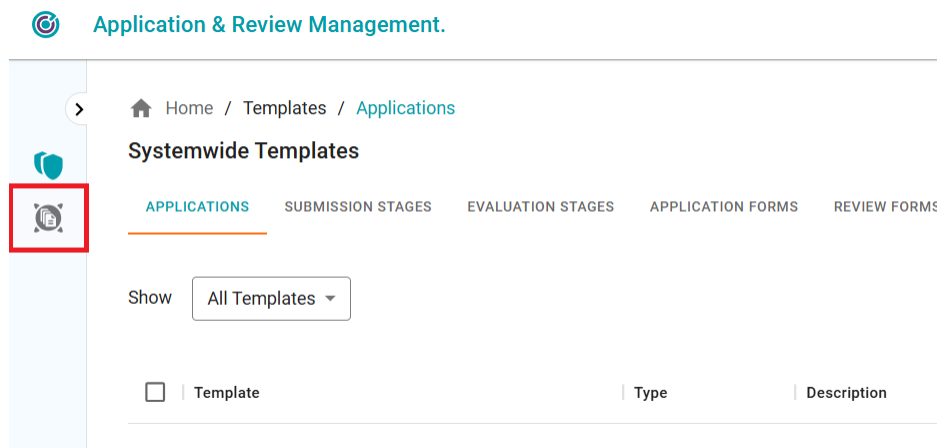 Application & Review Management.
Home / Templates / Applications
Systemwide Templates
APPLICATIONS SUBMISSION STAGES EVALUATION STAGES APPLICATION FORMS REVIEW FORMS
Show All Templates
Template Type Description